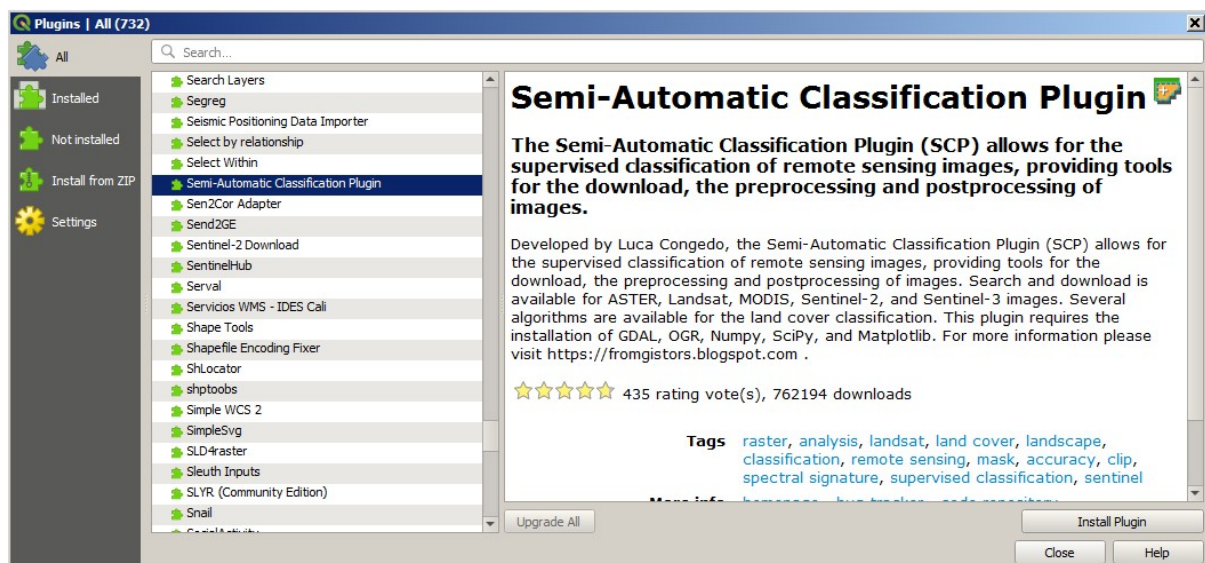 Plugins | All (732)
All
Installed
Not installed
Install from ZIP
Settings
Search...
Search Layers
Segreg
Seismic Positioning Data Importer
Select by relationship
Select Within
Semi-Automatic Classification Plugin
Sen2Cor Adapter
Send2GE
Sentinel-2 Download
SentinelHub
Serval
Servicios WMS - IDES Cali
Shape Tools
Shapefile Encoding Fixer
ShLocator
shptoobs
Simple WCS 2
SimpleSvg
SLD4raster
Sleuth Inputs
SLYR (Community Edition)
Snail
SocialActivity
Semi-Automatic Classification Plugin
The Semi-Automatic Classification Plugin (SCP) allows for the
supervised classification of remote sensing images, providing tools
for the download, the preprocessing and postprocessing of
images.
Developed by Luca Congedo, the Semi-Automatic Classification Plugin (SCP) allows for
the supervised classification of remote sensing images, providing tools for the
download, the preprocessing and postprocessing of images. Search and download is
available for ASTER, Landsat, MODIS, Sentinel-2, and Sentinel-3 images. Several
algorithms are available for the land cover classification. This plugin requires the
installation of GDAL, OGR, Numpy, SciPy, and Matplotlib. For more information please
visit https://fromgistors.blogspot.com .
435 rating vote(s), 762194 downloads
Tags raster, analysis, landsat, land cover, landscape,
classification, remote sensing, mask, accuracy, clip,
spectral signature, supervised classification, sentinel
More info homepage bug tracker code repository
Upgrade All
Install Plugin
Close
Help